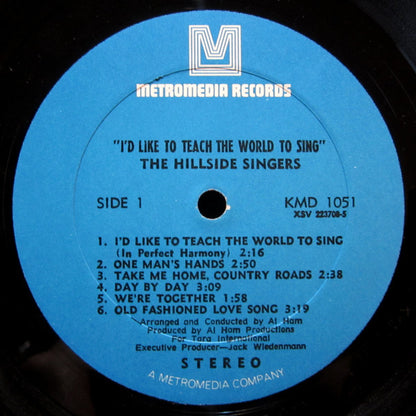 M
METROMEDIA RECORDS
"I'D LIKE TO TEACH THE WORLD TO SING"
THE HILLSIDE SINGERS
SIDE 1
KMD 1051
XSV 223708-5
1. I'D LIKE TO TEACH THE WORLD TO SING
(In Perfect Harmony) 2:16
2. ONE MAN'S HANDS 2:50
3. TAKE ME HOME, COUNTRY ROADS 2:38
4. DAY BY DAY 3:09
5. WE'RE TOGETHER 1:58
6. OLD FASHIONED LOVE SONG 3:19
Arranged and Conducted by Al Ham
Produced by Al Ham Productions
For Tara International
Executive Producer—Jack Wiedenmann
STEREO
A METROMEDIA COMPANY